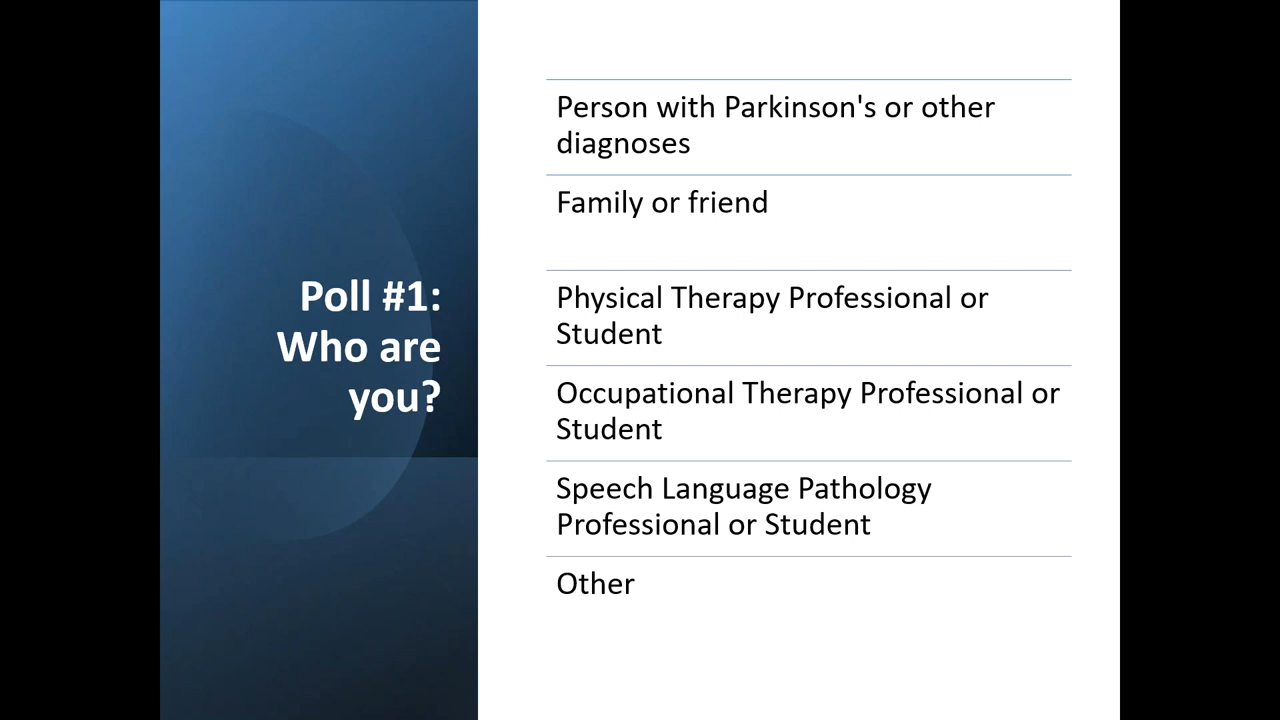 Poll #1:
Who are
you?
Person with Parkinson's or other
diagnoses
Family or friend
Physical Therapy Professional or
Student
Occupational Therapy Professional or
Student
Speech Language Pathology
Professional or Student
Other